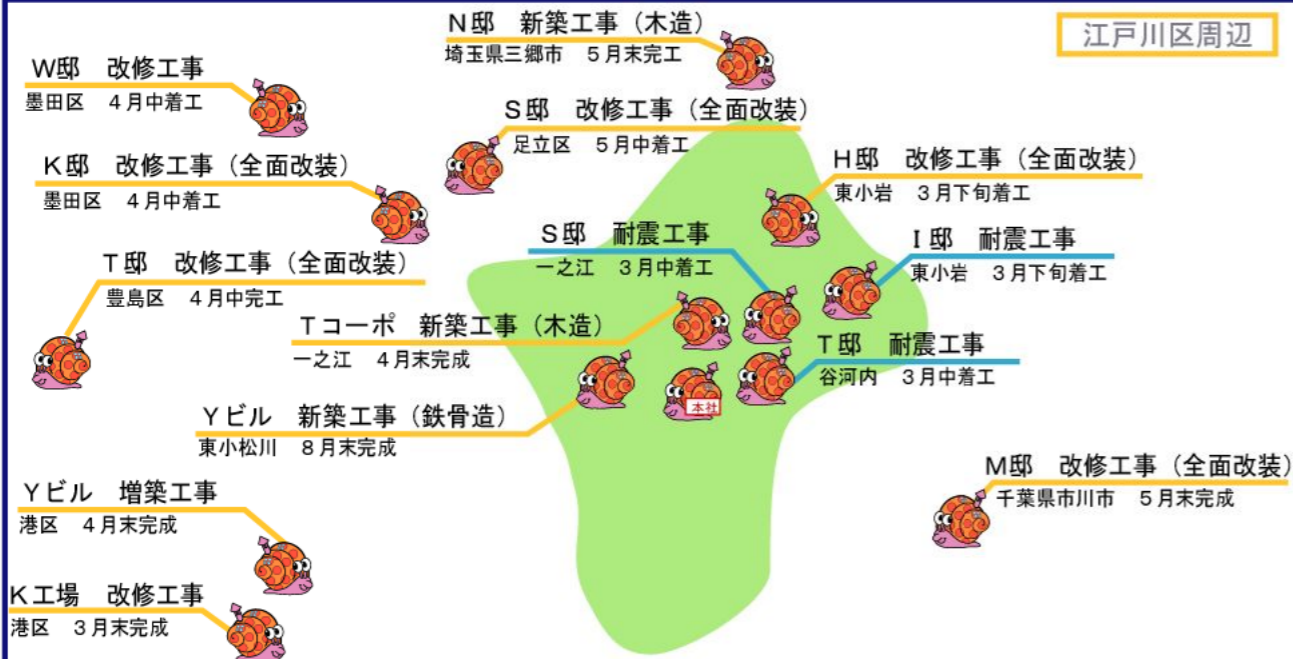 江戸川区周辺
N邸　新築工事（木造）
埼玉県三郷市　５月末完工
W邸　改修工事
墨田区　４月中着工
S邸　改修工事（全面改装）
足立区　５月中着工
K邸　改修工事（全面改装）
墨田区　４月中着工
H邸　改修工事（全面改装）
東小岩　３月下旬着工
S邸　耐震工事
一之江　３月中着工
I邸　耐震工事
東小岩　３月下旬着工
T邸　改修工事（全面改装）
豊島区　４月中完工
Tコーポ　新築工事（木造）
一之江　４月末完成
T邸　耐震工事
谷河内　３月中着工
本社
Yビル　新築工事（鉄骨造）
東小松川　８月末完成
M邸　改修工事（全面改装）
千葉県市川市　５月末完成
Yビル　増築工事
港区　４月末完成
K工場　改修工事
港区　３月末完成